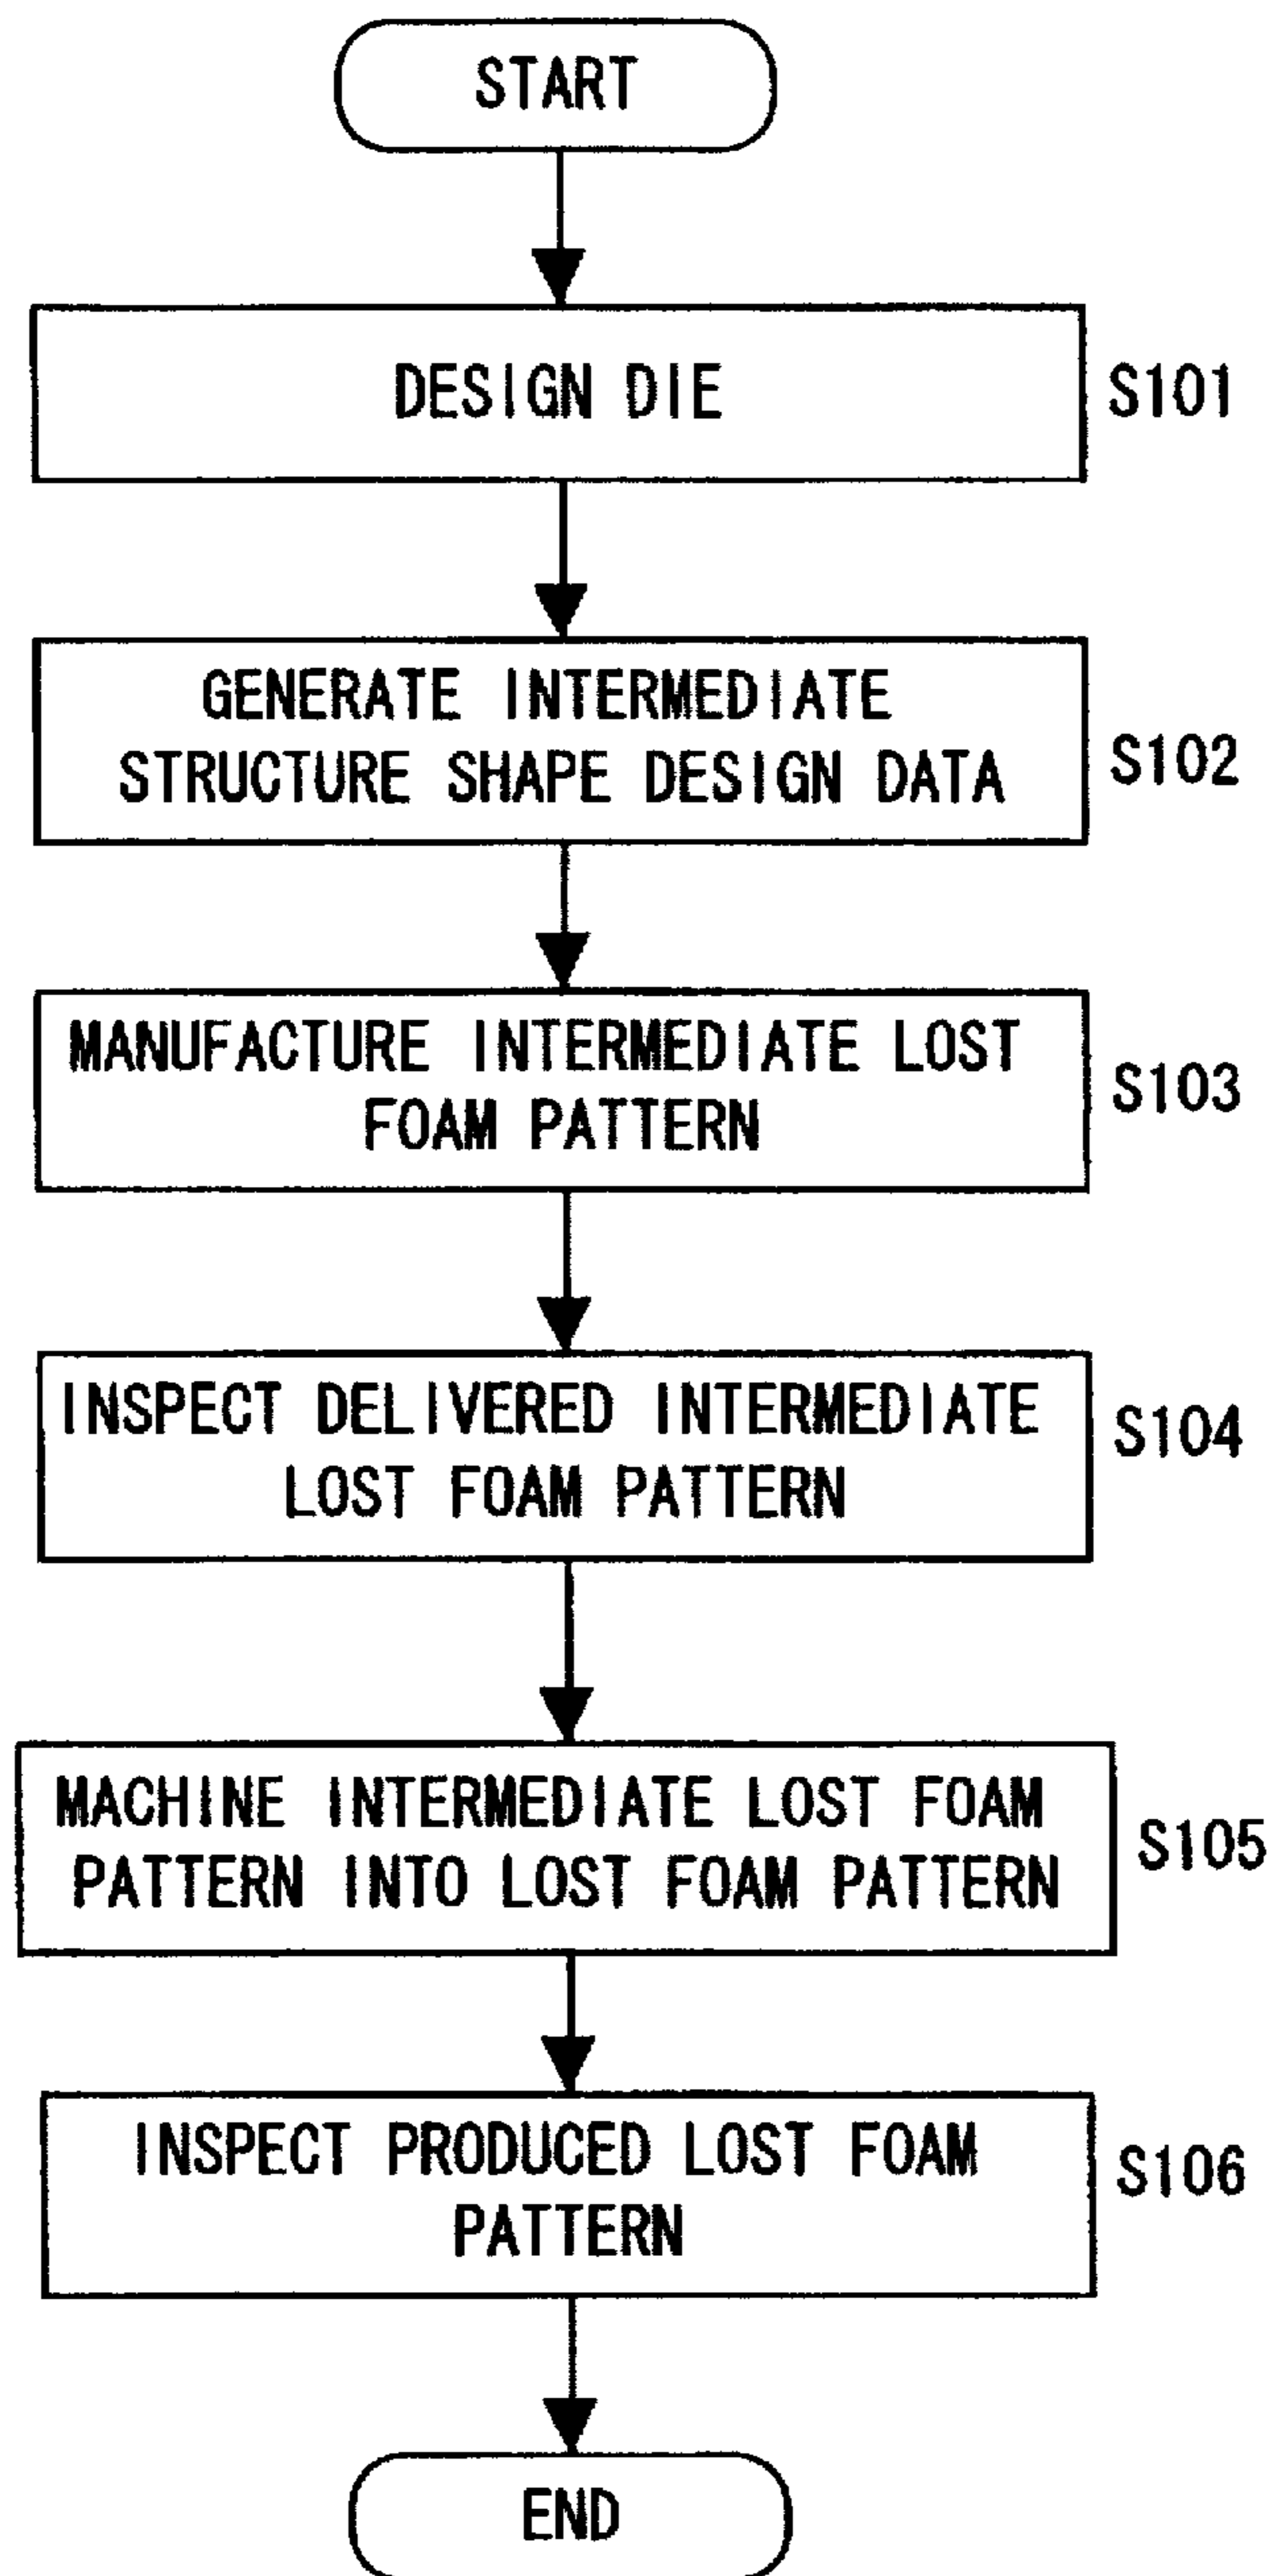 START
DESIGN DIE
S101
GENERATE INTERMEDIATE
STRUCTURE SHAPE DESIGN DATA
S102
MANUFACTURE INTERMEDIATE LOST
FOAM PATTERN
S103
INSPECT DELIVERED INTERMEDIATE
LOST FOAM PATTERN
S104
MACHINE INTERMEDIATE LOST FOAM
PATTERN INTO LOST FOAM PATTERN
S105
INSPECT PRODUCED LOST FOAM
PATTERN
S106
END